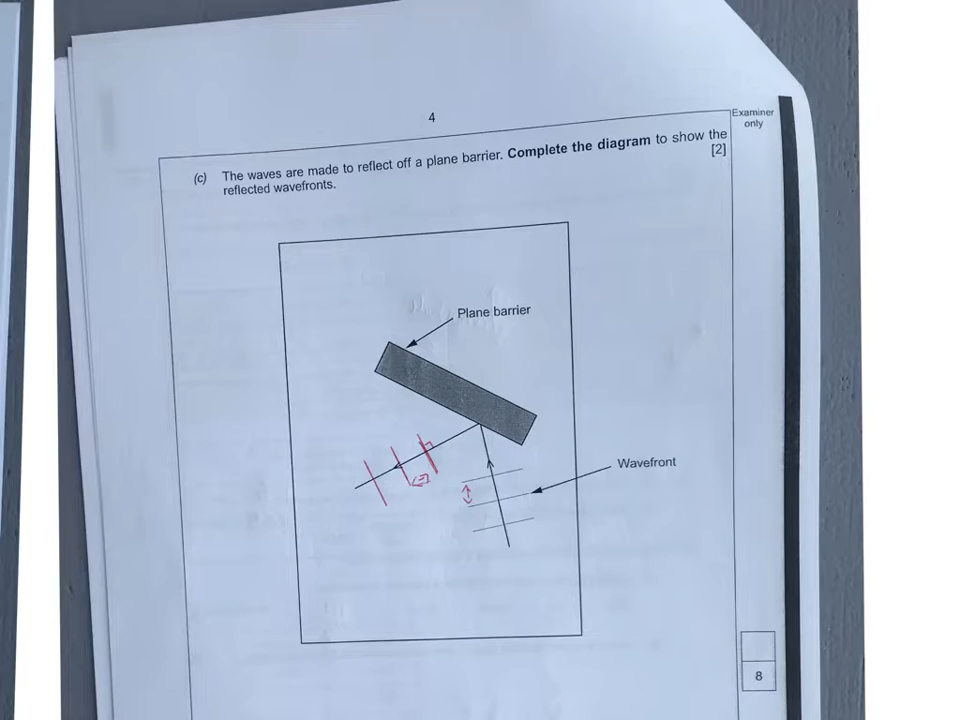 4
Examiner
only
(c) The waves are made to reflect off a plane barrier. Complete the diagram to show the
reflected wavefronts.
[2]
Plane barrier
Wavefront
8